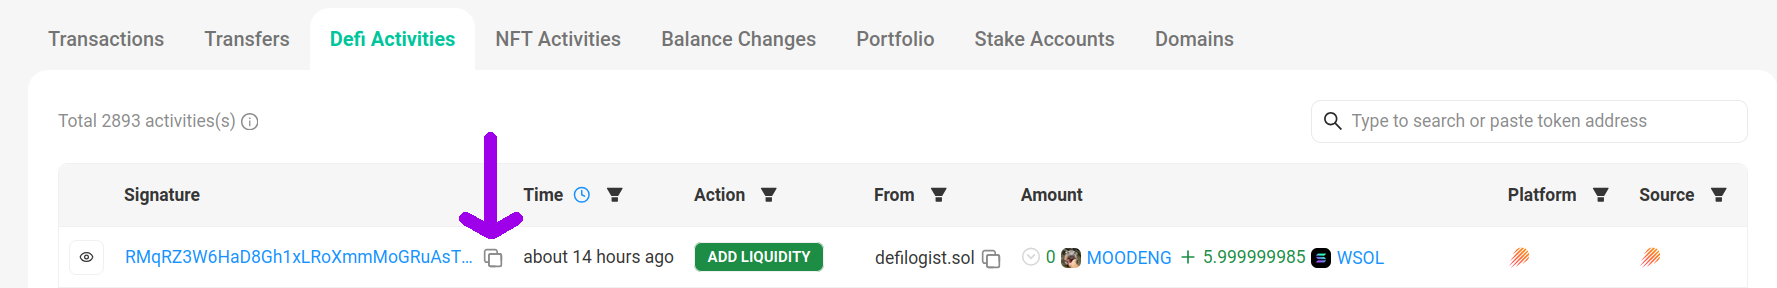 Transactions Transfers Defi Activities NFT Activities Balance Changes Portfolio Stake Accounts Domains
Total 2893 activities(s) Type to search or paste token address
Signature Time Action From Amount Platform Source
RMqRZ3W6HaD8Gh1xLRoXmmMoGRuAsT... about 14 hours ago ADD LIQUIDITY defilogist.sol 0 MOODENG + 5.999999985 WSOL